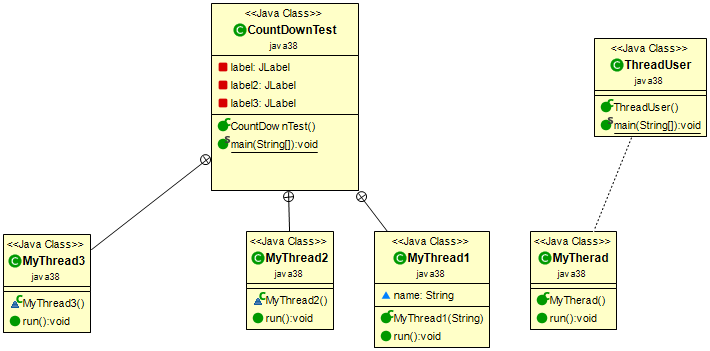 <<Java Class>>
CountDownTest
java38
label: JLabel
label2: JLabel
label3: JLabel
CountDownTest()
main(String[]):void
<<Java Class>>
ThreadUser
java38
ThreadUser()
main(String[]):void
<<Java Class>>
MyThread3
java38
MyThread3()
run():void
<<Java Class>>
MyThread2
java38
MyThread2()
run():void
<<Java Class>>
MyThread1
java38
name: String
MyThread1(String)
run():void
<<Java Class>>
MyTherad
java38
MyTherad()
run():void